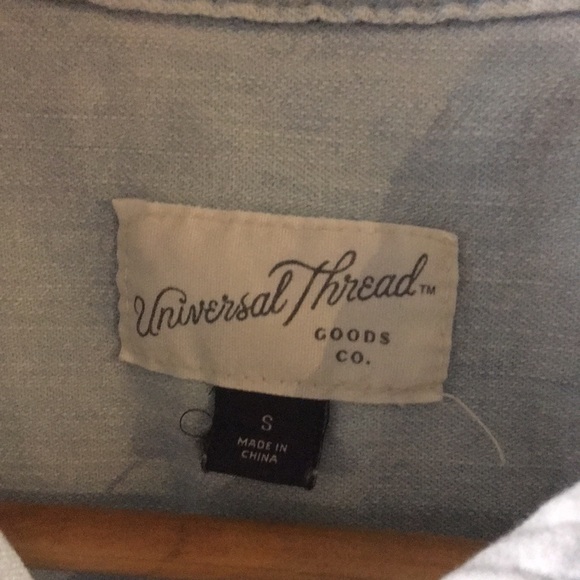 Universal Thread™
GOODS
CO.
S
MADE IN
CHINA